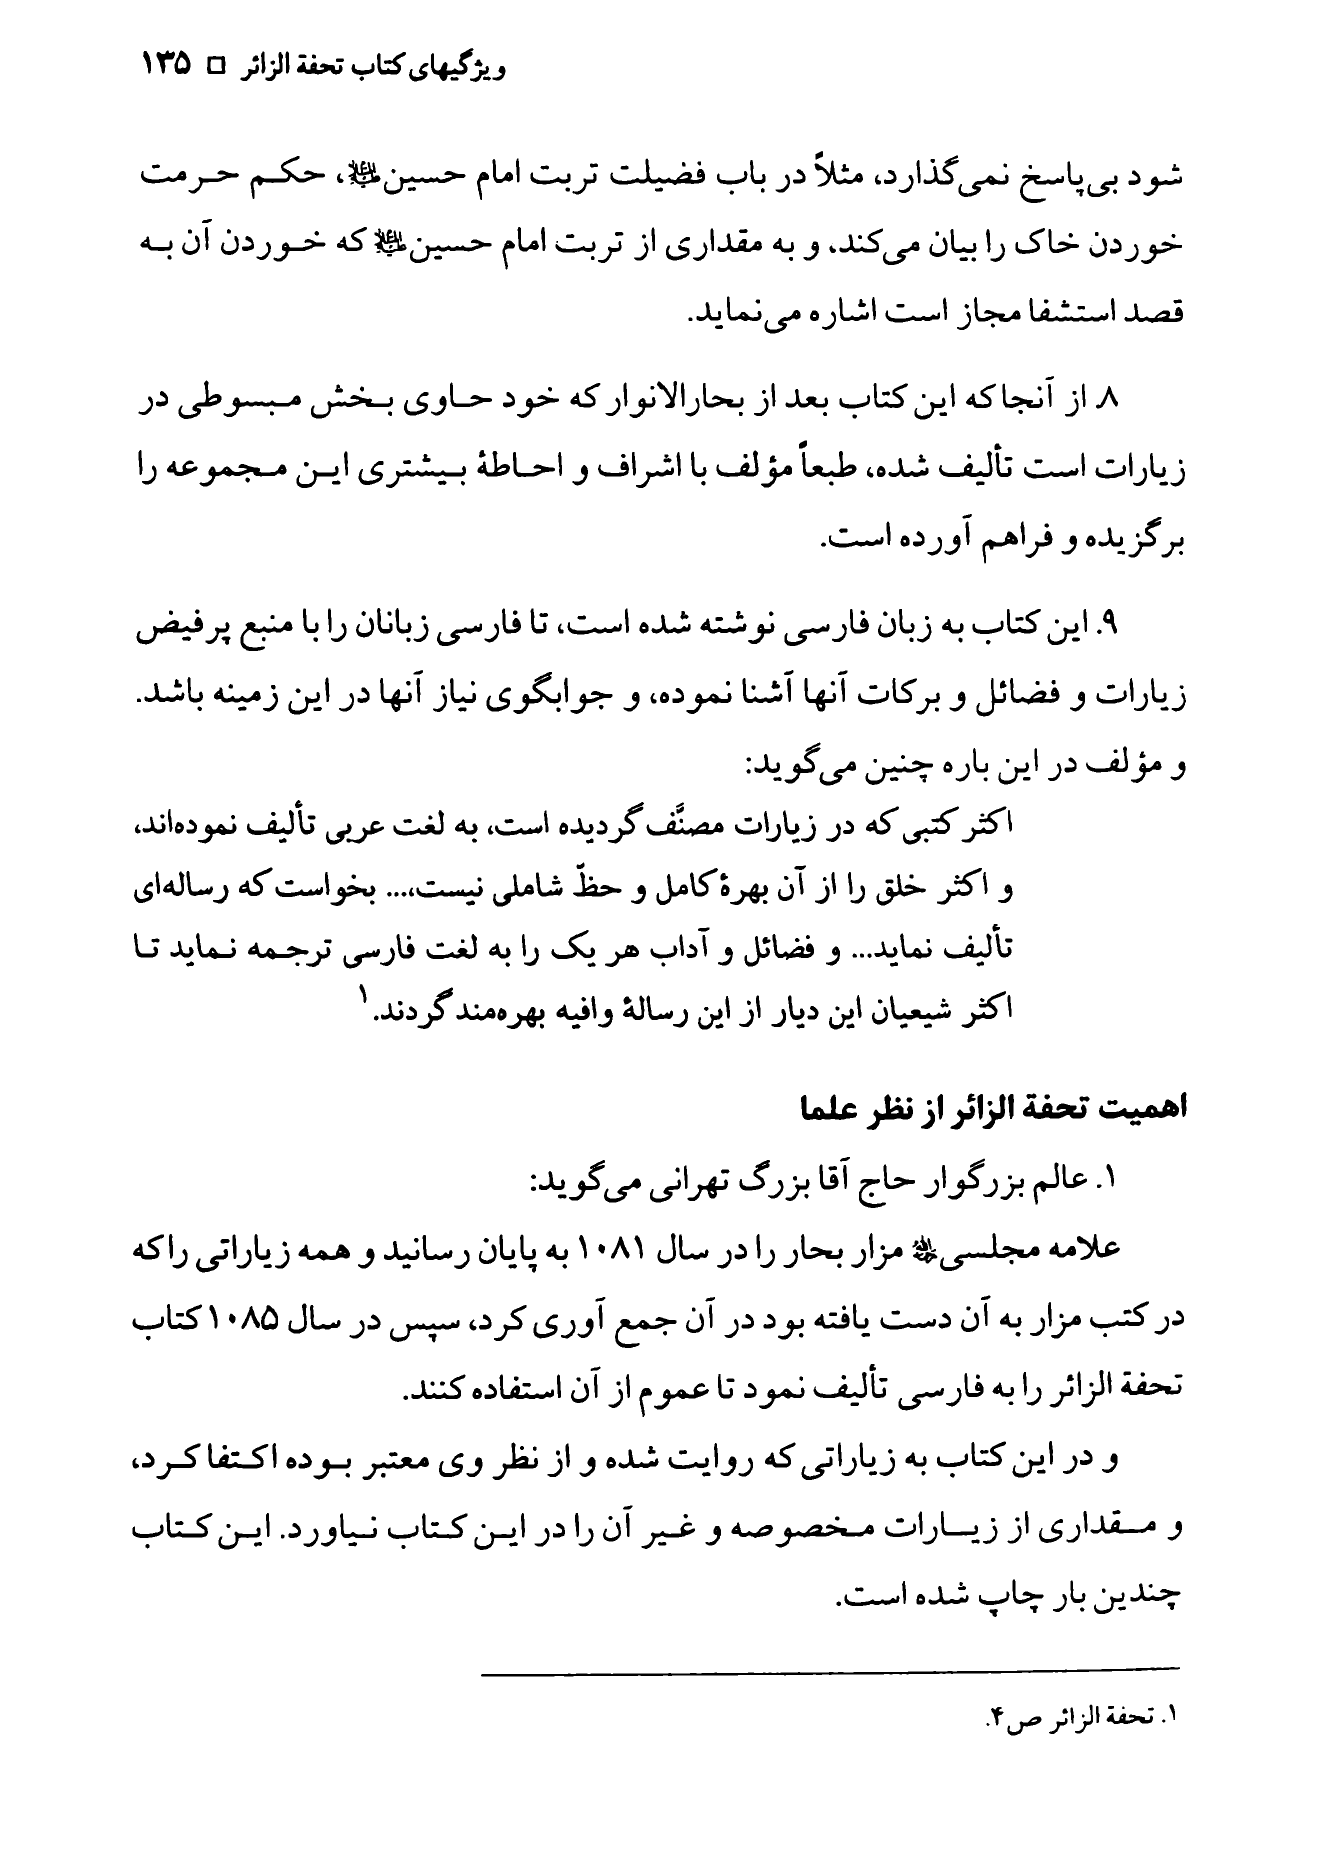 ویژگیهای کتاب تحفة الزائر □ ۱۳۵
شود بی‌پاسخ نمی‌گذارد، مثلاً در باب فضیلت تربت امام حسین علیه‌السلام، حکم حرمت
خوردن خاک را بیان می‌کند، و به مقداری از تربت امام حسین علیه‌السلام که خوردن آن به
قصد استشفا مجاز است اشاره می‌نماید.
۸. از آنجا که این کتاب بعد از بحارالانوار که خود حاوی بخش مبسوطی در
زیارات است تألیف شده، طبعاً مؤلف با اشراف و احاطهٔ بیشتری این مجموعه را
برگزیده و فراهم آورده است.
۹. این کتاب به زبان فارسی نوشته شده است، تا فارسی زبانان را با منبع پرفیض
زیارات و فضائل و برکات آنها آشنا نموده، و جوابگوی نیاز آنها در این زمینه باشد.
و مؤلف در این باره چنین می‌گوید:
اکثر کتبی که در زیارات مصنَّف گردیده است، به لغت عربی تألیف نموده‌اند،
و اکثر خلق را از آن بهرهٔ کامل و حظّ شاملی نیست،... بخواست که رساله‌ای
تألیف نماید... و فضائل و آداب هر یک را به لغت فارسی ترجمه نماید تا
اکثر شیعیان این دیار از این رسالهٔ وافیه بهره‌مند گردند.۱
اهمیت تحفة الزائر از نظر علما
۱. عالم بزرگوار حاج آقا بزرگ تهرانی می‌گوید:
علامه مجلسی مزار بحار را در سال ۱۰۸۱ به پایان رسانید و همه زیاراتی را که
در کتب مزار به آن دست یافته بود در آن جمع آوری کرد، سپس در سال ۱۰۸۵ کتاب
تحفة الزائر را به فارسی تألیف نمود تا عموم از آن استفاده کنند.
و در این کتاب به زیاراتی که روایت شده و از نظر وی معتبر بوده اکتفا کرد،
و مقداری از زیارات مخصوصه و غیر آن را در این کتاب نیاورد. این کتاب
چندین بار چاپ شده است.
۱. تحفة الزائر ص۴.